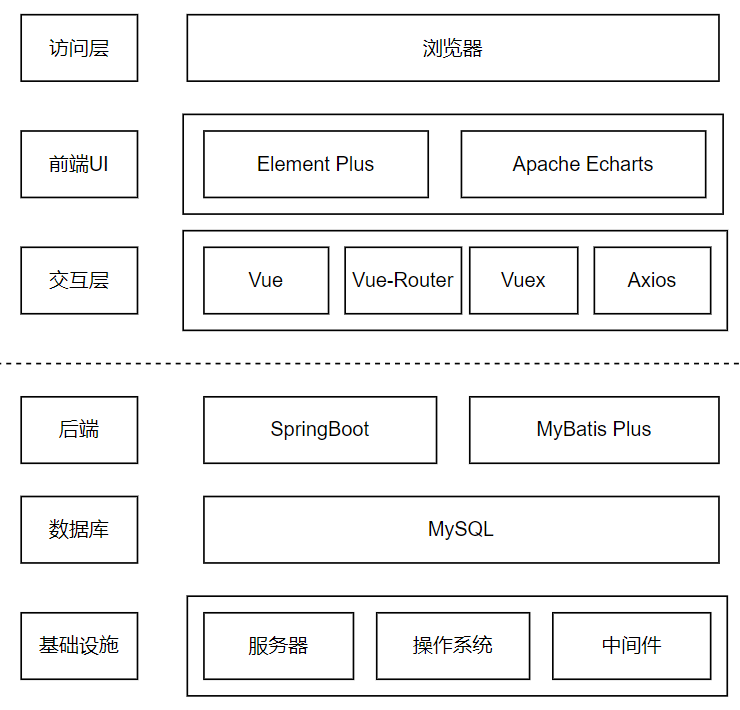 访问层
浏览器
前端UI
Element Plus
Apache Echarts
交互层
Vue
Vue-Router
Vuex
Axios
后端
SpringBoot
MyBatis Plus
数据库
MySQL
基础设施
服务器
操作系统
中间件